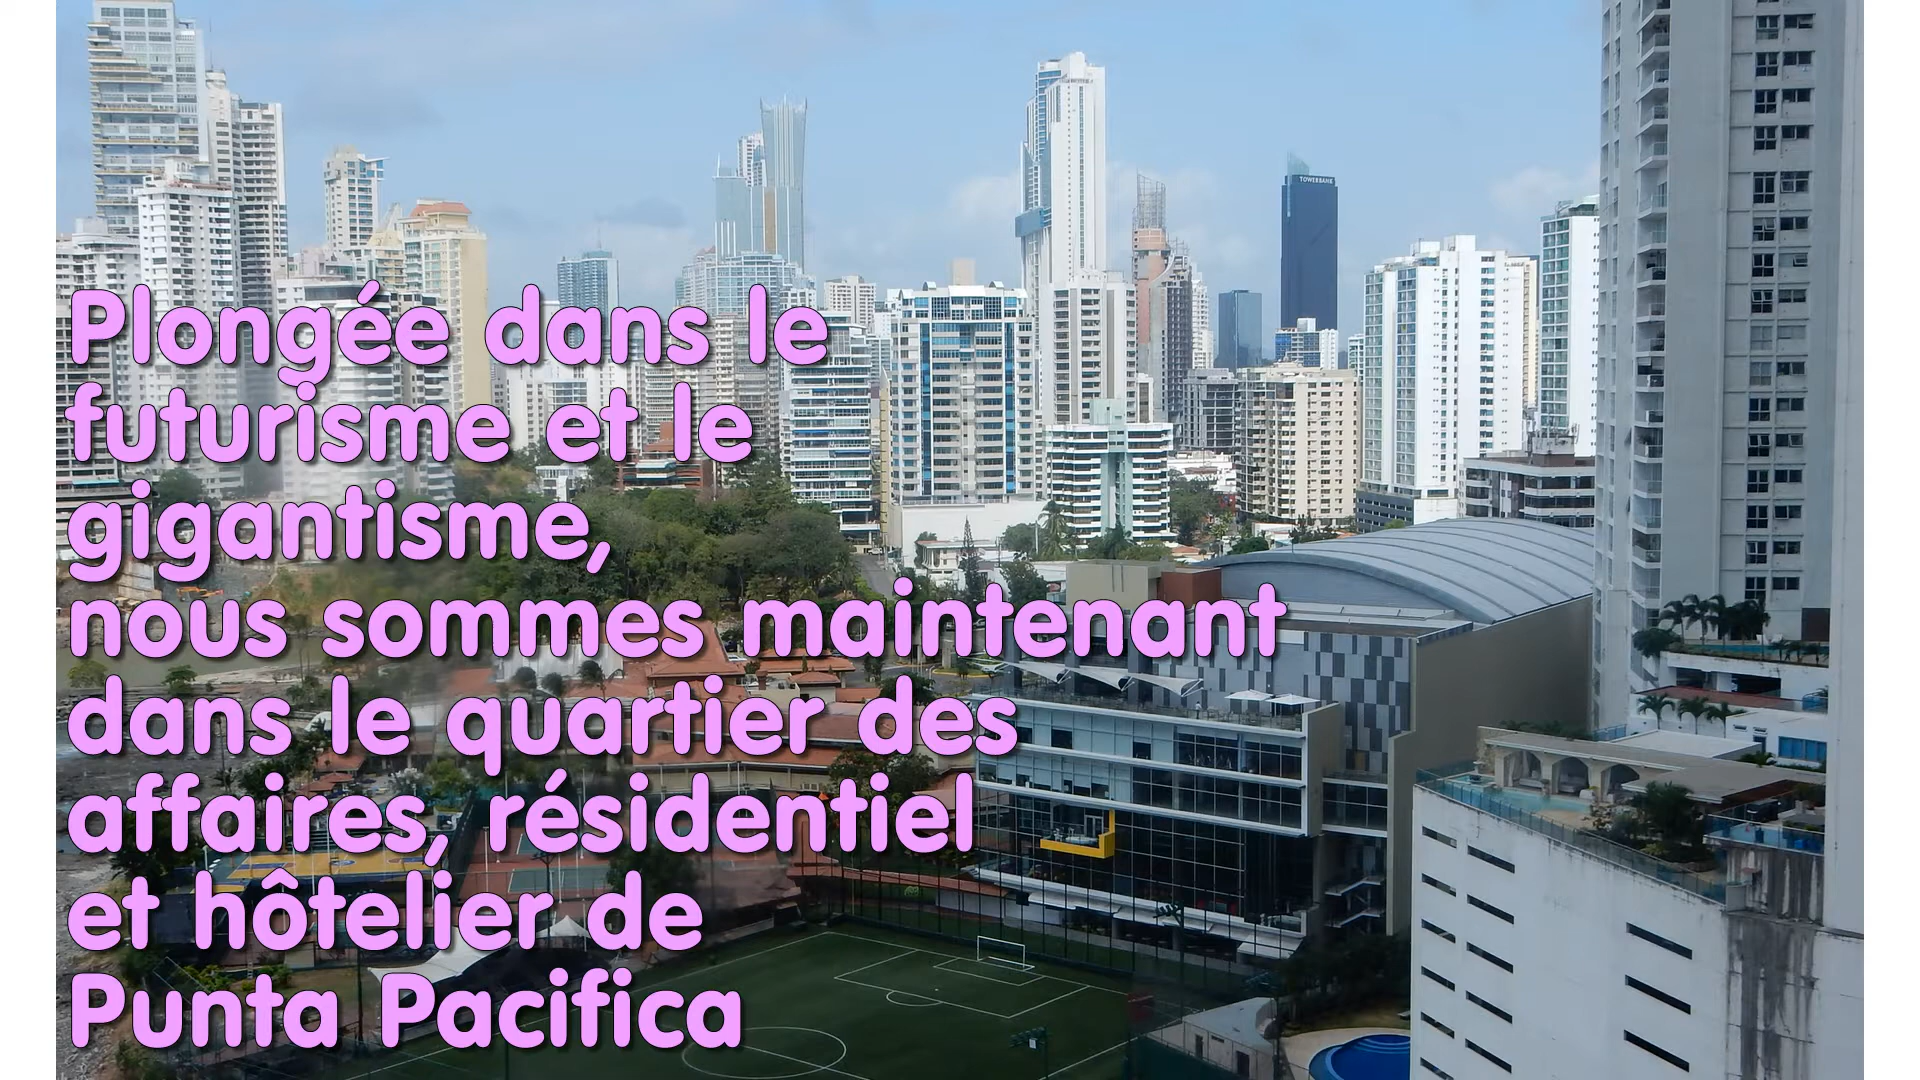 TOWERBANK
Plongée dans le
futurisme et le
gigantisme,
nous sommes maintenant
dans le quartier des
affaires, résidentiel
et hôtelier de
Punta Pacifica